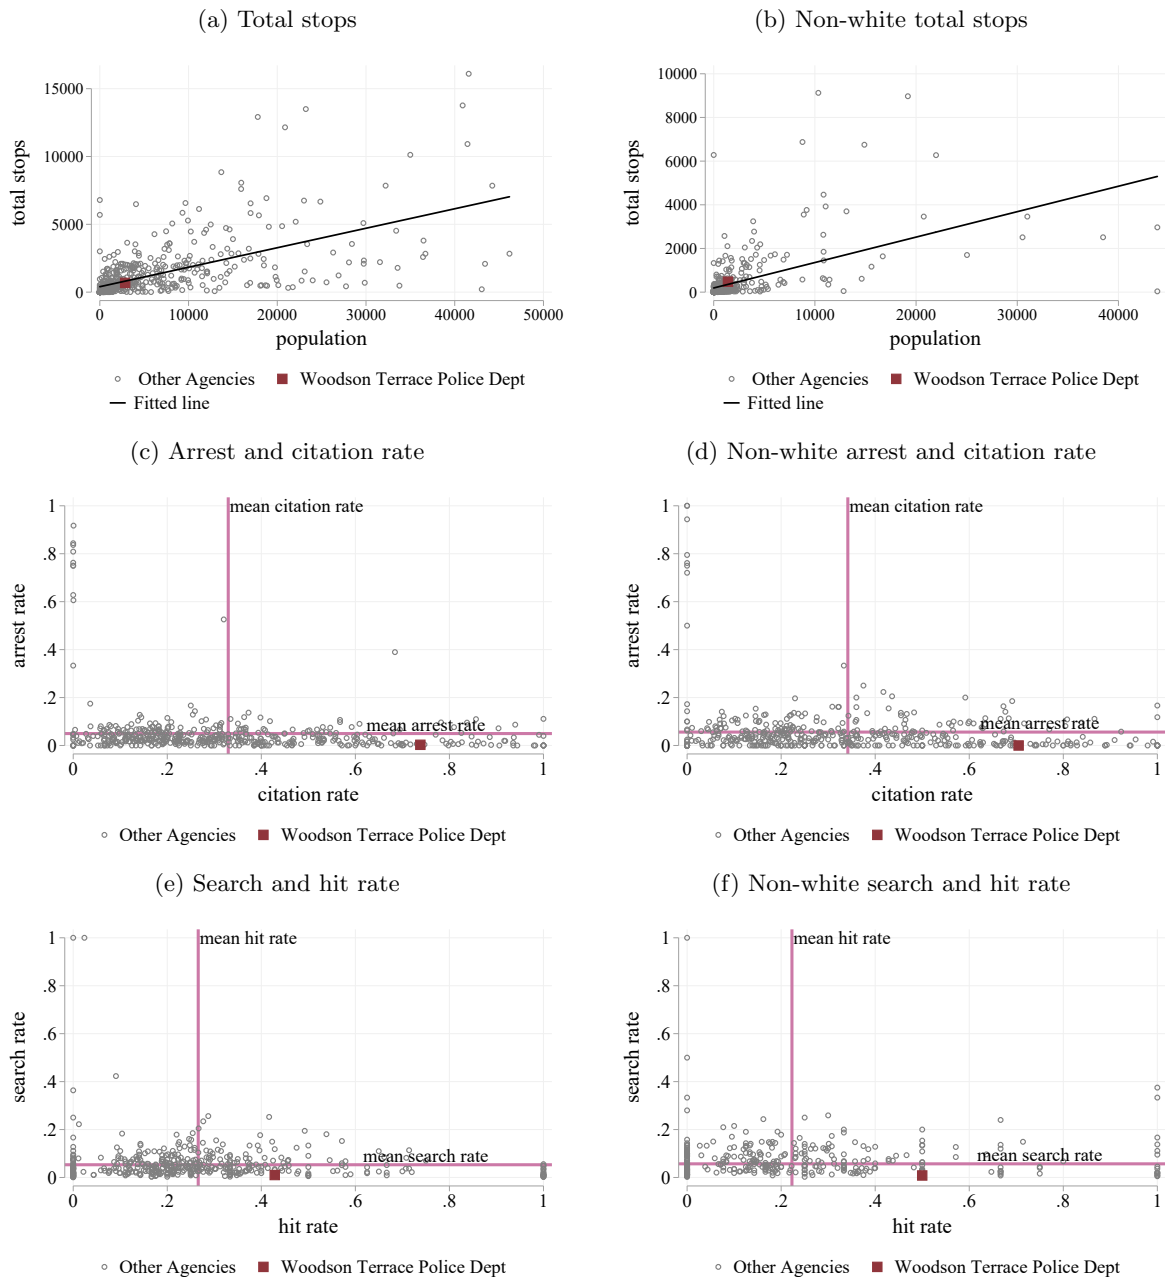 (a) Total stops
(b) Non-white total stops
total stops
15000
10000
5000
0
0 10000 20000 30000 40000 50000
population
Other Agencies Woodson Terrace Police Dept
Fitted line
total stops
10000
8000
6000
4000
2000
0
0 10000 20000 30000 40000
population
Other Agencies Woodson Terrace Police Dept
Fitted line
(c) Arrest and citation rate
(d) Non-white arrest and citation rate
arrest rate
1
.8
.6
.4
.2
0
mean citation rate
mean arrest rate
0 .2 .4 .6 .8 1
citation rate
Other Agencies Woodson Terrace Police Dept
arrest rate
1
.8
.6
.4
.2
0
mean citation rate
mean arrest rate
0 .2 .4 .6 .8 1
citation rate
Other Agencies Woodson Terrace Police Dept
(e) Search and hit rate
(f) Non-white search and hit rate
search rate
1
.8
.6
.4
.2
0
mean hit rate
mean search rate
0 .2 .4 .6 .8 1
hit rate
Other Agencies Woodson Terrace Police Dept
search rate
1
.8
.6
.4
.2
0
mean hit rate
mean search rate
0 .2 .4 .6 .8 1
hit rate
Other Agencies Woodson Terrace Police Dept